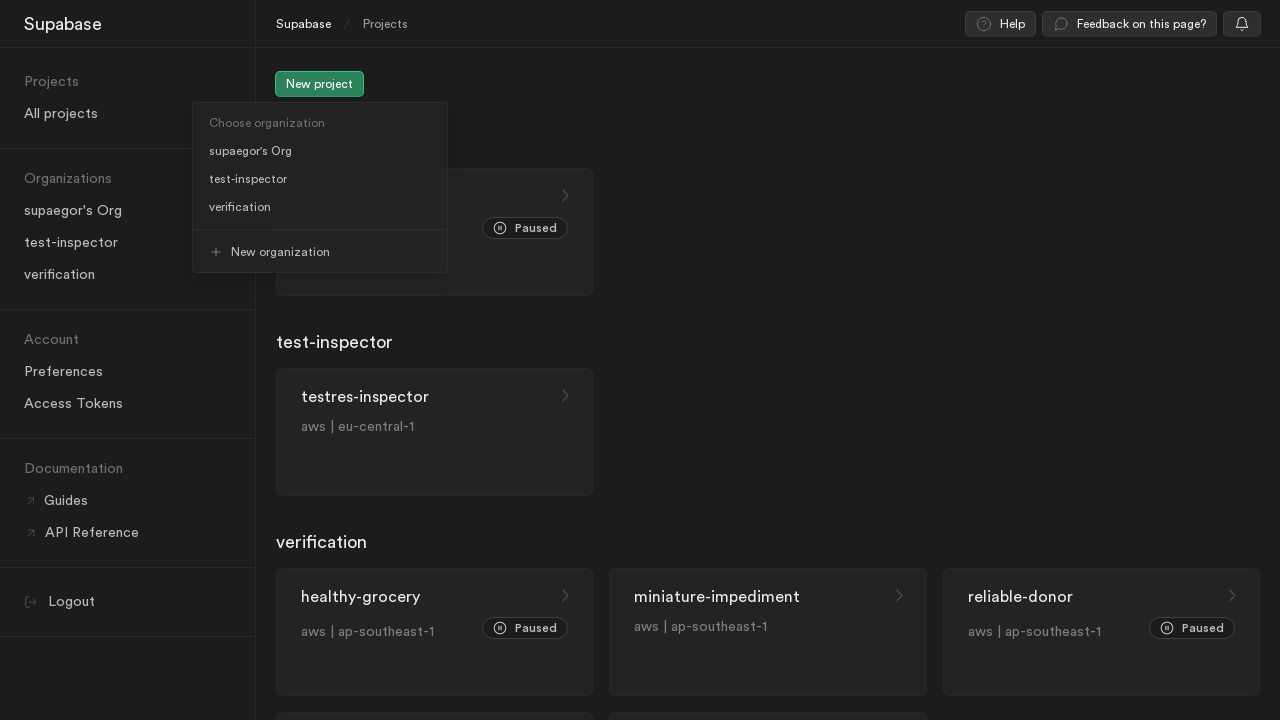 Supabase
Supabase
Projects
Help
Feedback on this page?
Projects
All projects
Organizations
supaegor's Org
test-inspector
verification
Account
Preferences
Access Tokens
Documentation
Guides
API Reference
Logout
New project
Choose organization
supaegor's Org
test-inspector
verification
New organization
Paused
test-inspector
testres-inspector
aws | eu-central-1
verification
healthy-grocery
aws | ap-southeast-1
Paused
miniature-impediment
aws | ap-southeast-1
reliable-donor
aws | ap-southeast-1
Paused